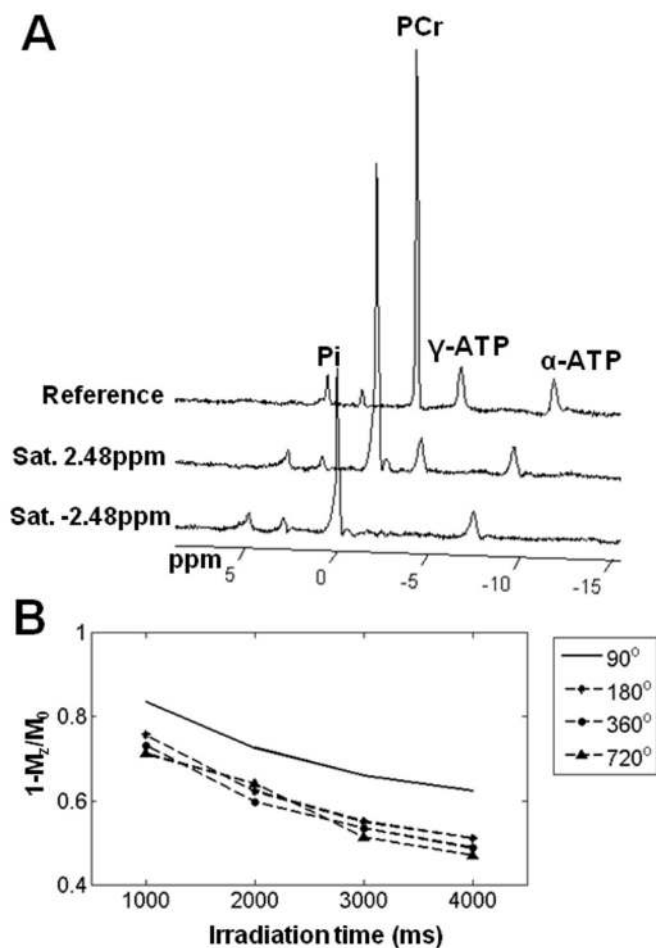 A
PCr
Pi
γ-ATP
α-ATP
Reference
Sat. 2.48ppm
Sat. -2.48ppm
ppm 5 0 -5 -10 -15
B
1
0.8
0.6
0.4
1-Mz/M0
1000 2000 3000 4000
Irradiation time (ms)
90°
180°
360°
720°